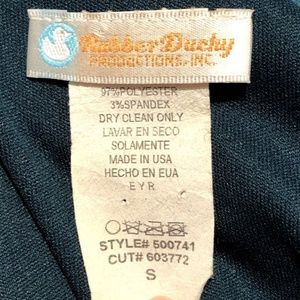 Rubber Ducky
PRODUCTIONS, INC.
97%POLYESTER
3%SPANDEX
DRY CLEAN ONLY
LAVAR EN SECO
SOLAMENTE
MADE IN USA
HECHO EN EUA
E Y R
STYLE# 500741
CUT# 603772
S